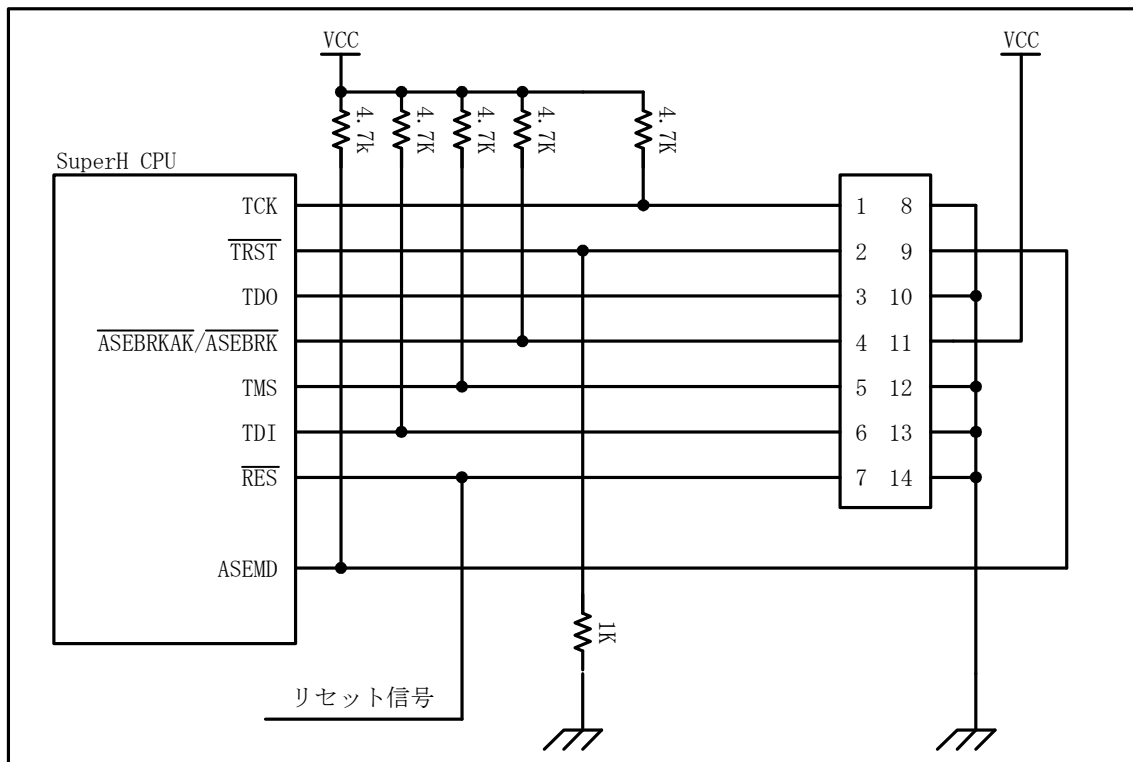 VCC
VCC
4.7k
4.7K
4.7K
4.7K
4.7K
SuperH CPU
TCK
1 8
TRST
2 9
TDO
3 10
ASEBRKAK/ASEBRK
4 11
TMS
5 12
TDI
6 13
RES
7 14
ASEMD
1K
リセット信号